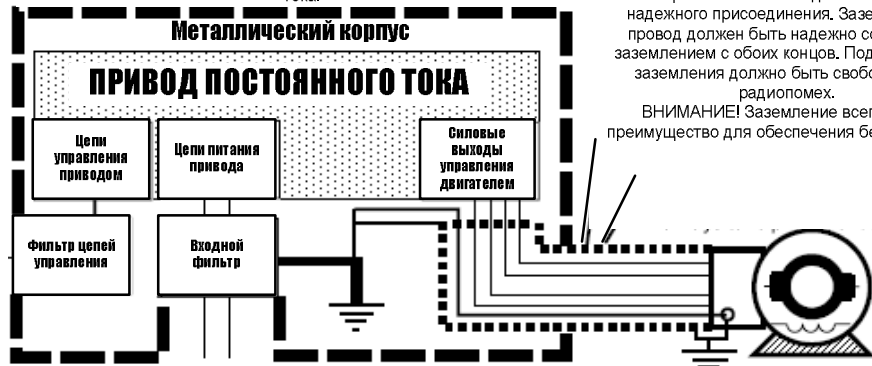 Металлический корпус
ПРИВОД ПОСТОЯННОГО ТОКА
Цепи
управления
приводом
Цепи питания
привода
Силовые
выходы
управления
двигателем
Фильтр цепей
управления
Входной
фильтр
надежного присоединения. Зазе
провод должен быть надежно со
заземлением с обоих концов. Под
заземления должно быть свобо
радиопомех.
ВНИМАНИЕ! Заземление всег
преимущество для обеспечения бе